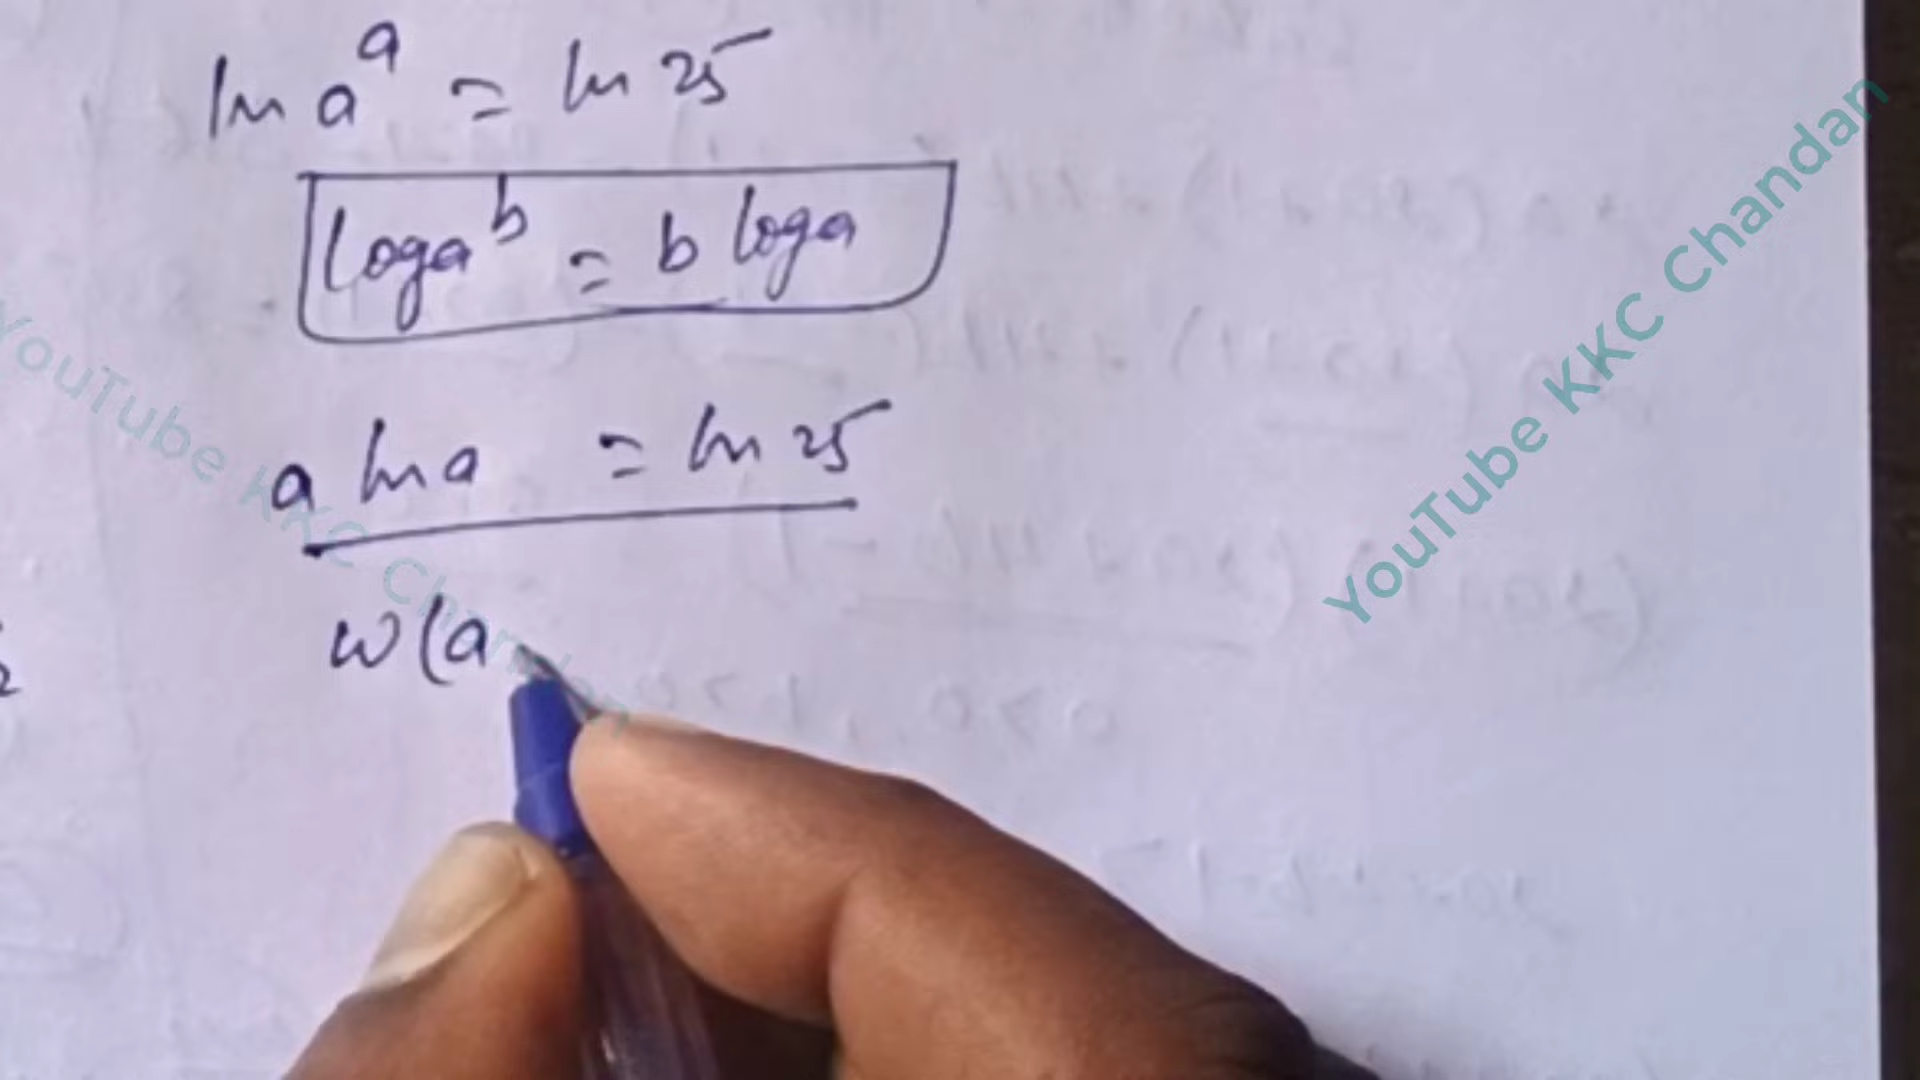 ln a^a = ln 25
log a^b = b log a
a ln a = ln 25
w(a
YouTube KKC Chandan
YouTube KKC Chandan